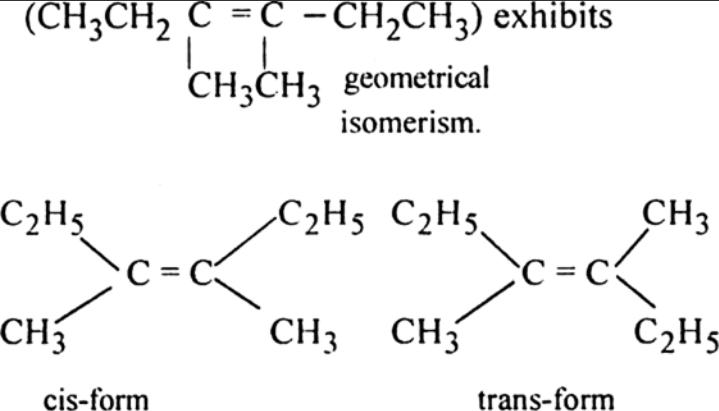 (CH₃CH₂ C = C – CH₂CH₃) exhibits
CH₃CH₃ geometrical
isomerism.
C₂H₅ C₂H₅ C₂H₅ CH₃
C = C C = C
CH₃ CH₃ CH₃ C₂H₅
cis-form trans-form